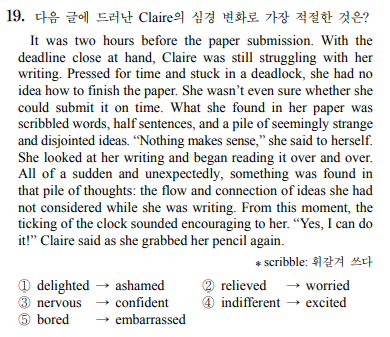 19. 다음 글에 드러난 Claire의 심경 변화로 가장 적절한 것은?
It was two hours before the paper submission. With the
deadline close at hand, Claire was still struggling with her
writing. Pressed for time and stuck in a deadlock, she had no
idea how to finish the paper. She wasn't even sure whether she
could submit it on time. What she found in her paper was
scribbled words, half sentences, and a pile of seemingly strange
and disjointed ideas. “Nothing makes sense,” she said to herself.
She looked at her writing and began reading it over and over.
All of a sudden and unexpectedly, something was found in
that pile of thoughts: the flow and connection of ideas she had
not considered while she was writing. From this moment, the
ticking of the clock sounded encouraging to her. “Yes, I can do
it!” Claire said as she grabbed her pencil again.
* scribble: 휘갈겨 쓰다
① delighted → ashamed ② relieved → worried
③ nervous → confident ④ indifferent → excited
⑤ bored → embarrassed